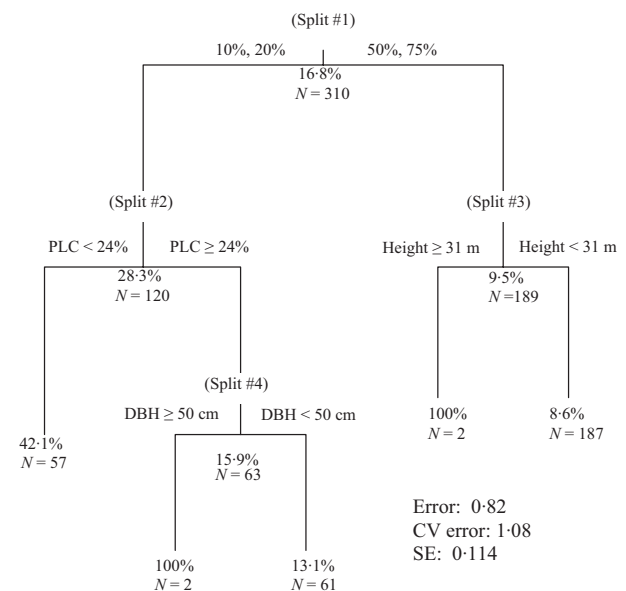 (Split #1)
10%, 20% 50%, 75%
16·8%
N = 310
(Split #2) (Split #3)
PLC < 24% PLC ≥ 24% Height ≥ 31 m Height < 31 m
28·3% 9·5%
N = 120 N =189
(Split #4)
DBH ≥ 50 cm DBH < 50 cm
100% 8·6%
N = 2 N = 187
42·1%
N = 57
15·9%
N = 63
Error: 0·82
CV error: 1·08
SE: 0·114
100% 13·1%
N = 2 N = 61